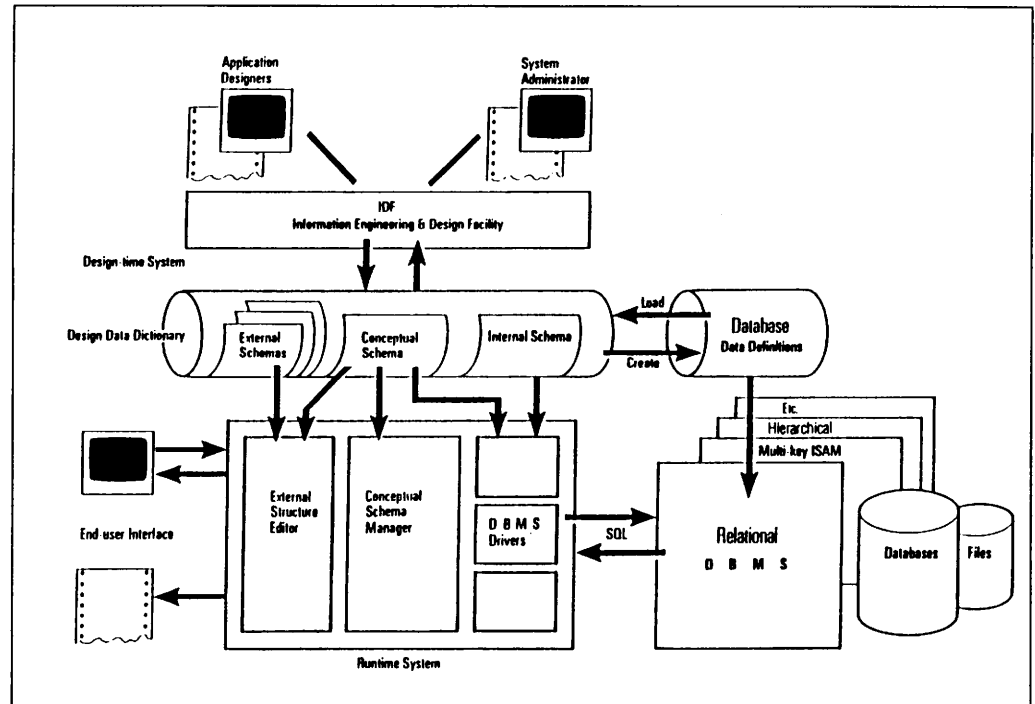 Application
Designers
System
Administrator
IDF
Information Engineering & Design Facility
Design-time System
Design Data Dictionary
External
Schemas
Conceptual
Schema
Internal Schema
Load
Create
Database
Data Definitions
Etc.
Hierarchical
Multi-key ISAM
Relational
D B M S
Databases
Files
SQL
End-user Interface
External
Structure
Editor
Conceptual
Schema
Manager
D B M S
Drivers
Runtime System